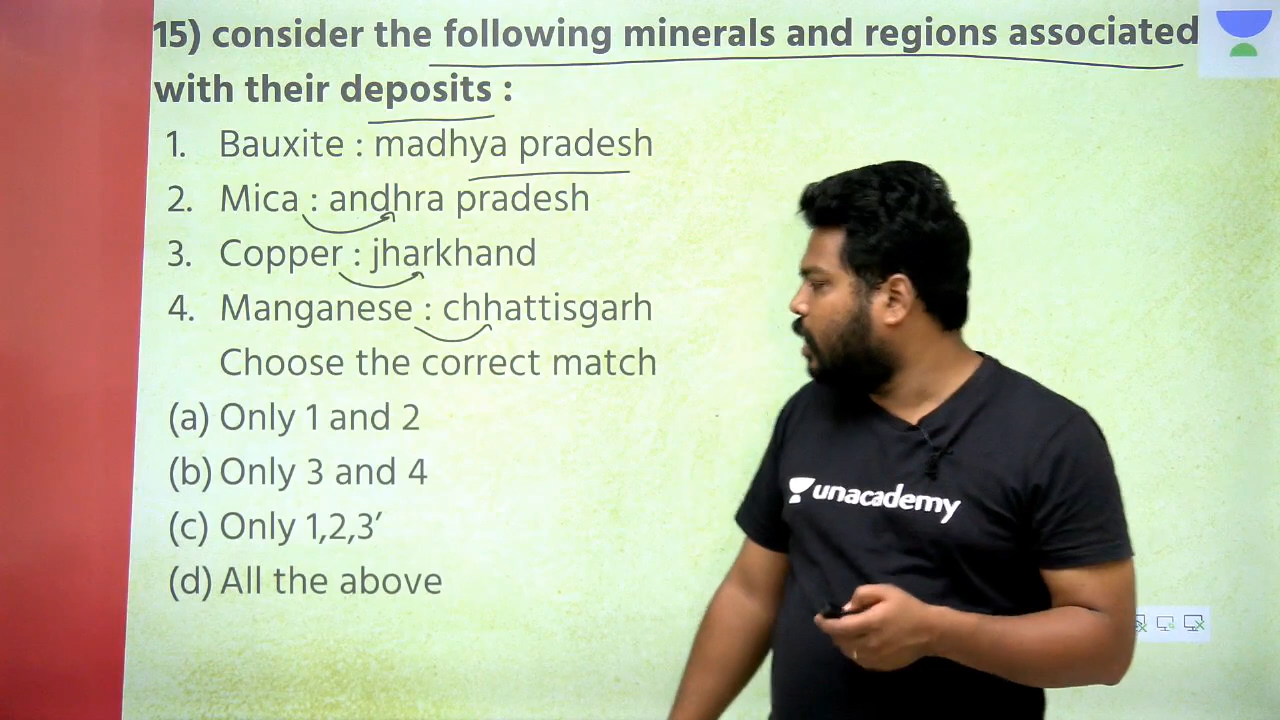 15) consider the following minerals and regions associated
with their deposits :
1. Bauxite : madhya pradesh
2. Mica : andhra pradesh
3. Copper : jharkhand
4. Manganese : chhattisgarh
Choose the correct match
(a) Only 1 and 2
(b) Only 3 and 4
(c) Only 1,2,3’
(d) All the above
unacademy